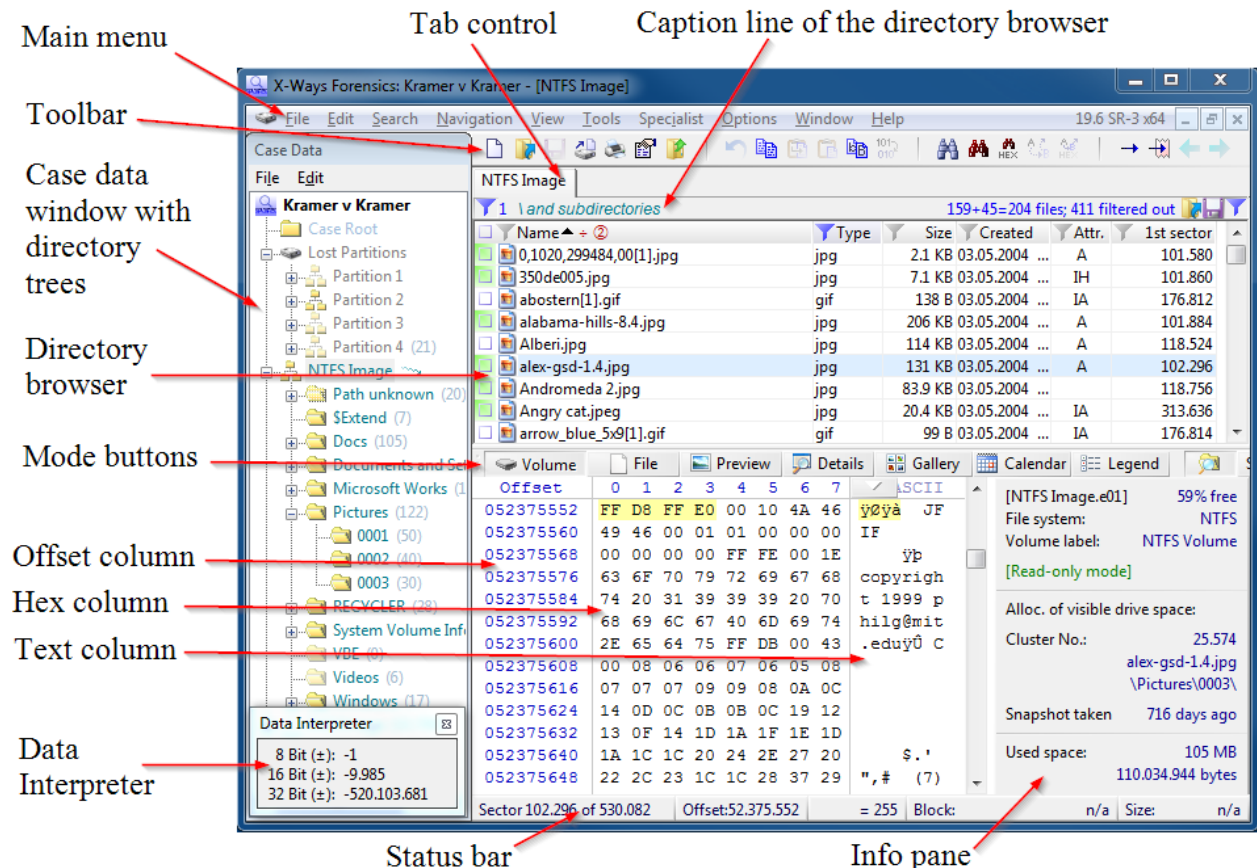 Main menu
Tab control
Caption line of the directory browser
X-Ways Forensics: Kramer v Kramer - [NTFS Image]
File Edit Search Navigation View Tools Specialist Options Window Help 19.6 SR-3 x64
Toolbar
Case Data
File Edit
NTFS Image
Case data
window with
directory
trees
Kramer v Kramer
Case Root
Lost Partitions
Partition 1
Partition 2
Partition 3
Partition 4 (21)
NTFS Image
Path unknown (20)
$Extend (7)
Docs (105)
Documents and Se
Microsoft Works (1
Pictures (122)
0001 (50)
0002 (40)
0003 (30)
RECYCLER (28)
System Volume Inf
VBE (0)
Videos (6)
Windows (17)
1 \ and subdirectories 159+45=204 files; 411 filtered out
Name ÷ 2 Type Size Created Attr. 1st sector
0,1020,299484,00[1].jpg jpg 2.1 KB 03.05.2004 ... A 101.580
350de005.jpg jpg 7.1 KB 03.05.2004 ... IH 101.860
abostern[1].gif gif 138 B 03.05.2004 ... IA 176.812
alabama-hills-8.4.jpg jpg 206 KB 03.05.2004 ... A 101.884
Alberi.jpg jpg 114 KB 03.05.2004 ... A 118.524
alex-gsd-1.4.jpg jpg 131 KB 03.05.2004 ... A 102.296
Andromeda 2.jpg jpg 83.9 KB 03.05.2004 ... 118.756
Angry cat.jpeg jpg 20.4 KB 03.05.2004 ... IA 313.636
arrow_blue_5x9[1].gif gif 99 B 03.05.2004 ... IA 176.814
Directory
browser
Mode buttons
Volume File Preview Details Gallery Calendar Legend
Offset 0 1 2 3 4 5 6 7 ASCII
052375552 FF D8 FF E0 00 10 4A 46 ÿØÿà JF
052375560 49 46 00 01 01 00 00 00 IF
052375568 00 00 00 00 FF FE 00 1E ÿþ
052375576 63 6F 70 79 72 69 67 68 copyrigh
052375584 74 20 31 39 39 39 20 70 t 1999 p
052375592 68 69 6C 67 40 6D 69 74 hilg@mit
052375600 2E 65 64 75 FF DB 00 43 .eduÿÛ C
052375608 00 08 06 06 07 06 05 08
052375616 07 07 07 09 09 08 0A 0C
052375624 14 0D 0C 0B 0B 0C 19 12
052375632 13 0F 14 1D 1A 1F 1E 1D
052375640 1A 1C 1C 20 24 2E 27 20 $.'
052375648 22 2C 23 1C 1C 28 37 29 ",# (7)
[NTFS Image.e01] 59% free
File system: NTFS
Volume label: NTFS Volume
[Read-only mode]
Alloc. of visible drive space:
Cluster No.: 25.574
alex-gsd-1.4.jpg
\Pictures\0003\
Snapshot taken 716 days ago
Used space: 105 MB
110.034.944 bytes
Offset column
Hex column
Text column
Data
Interpreter
Data Interpreter
8 Bit (±): -1
16 Bit (±): -9.985
32 Bit (±): -520.103.681
Sector 102.296 of 530.082 Offset:52.375.552 = 255 Block: n/a Size: n/a
Status bar
Info pane